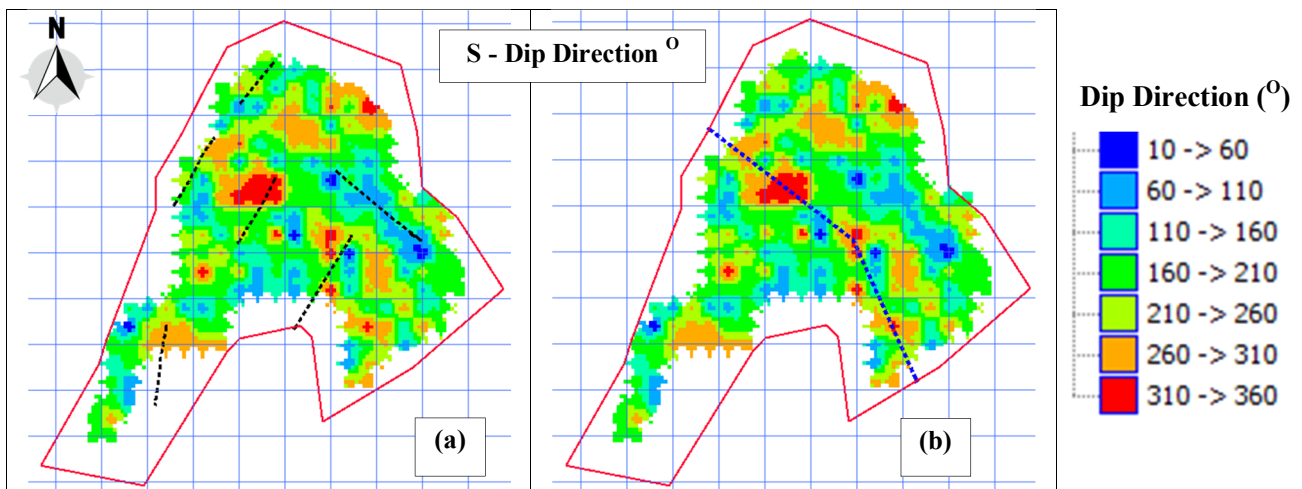 N
S - Dip Direction ᴼ
Dip Direction (ᴼ)
10 -> 60
60 -> 110
110 -> 160
160 -> 210
210 -> 260
260 -> 310
310 -> 360
(a)
(b)